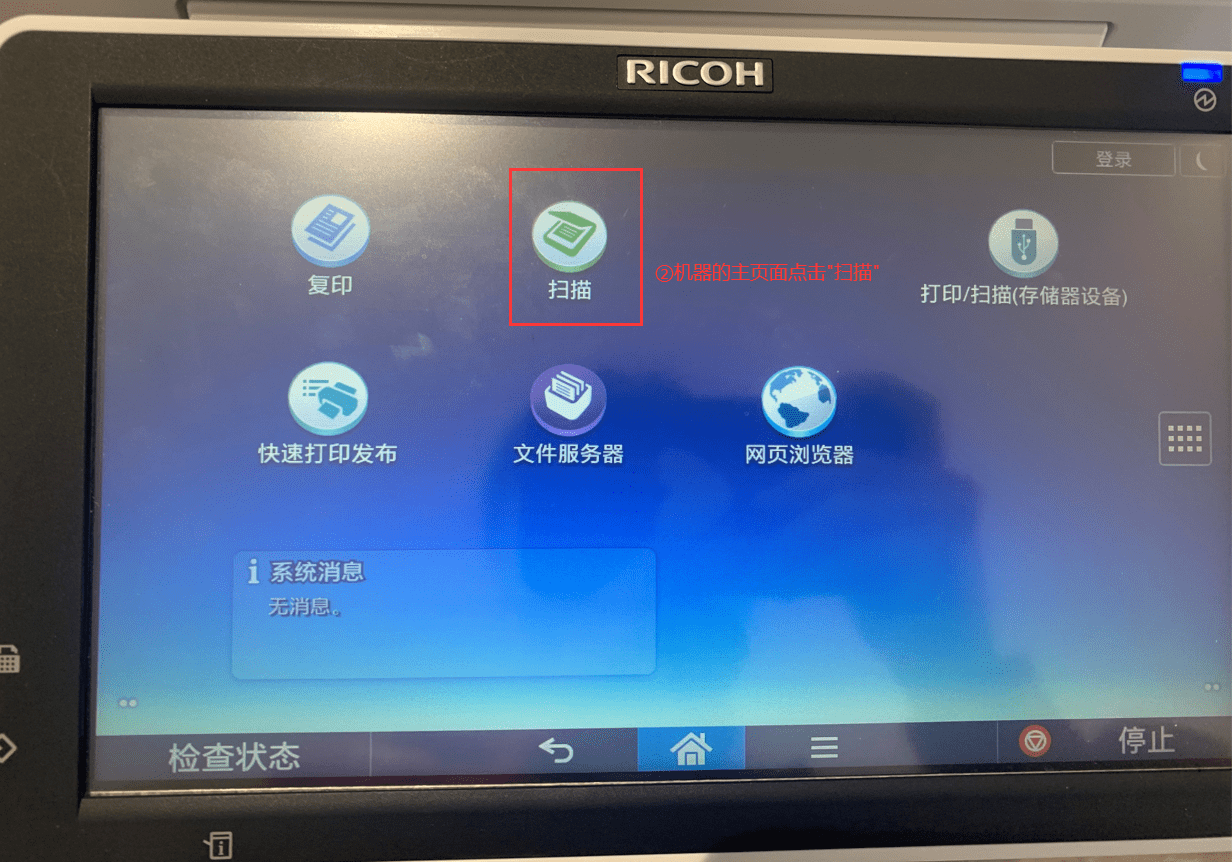 RICOH
登录
复印
扫描
②机器的主页面点击"扫描"
打印/扫描(存储器设备)
快速打印发布
文件服务器
网页浏览器
i 系统消息
无消息。
检查状态
停止
i